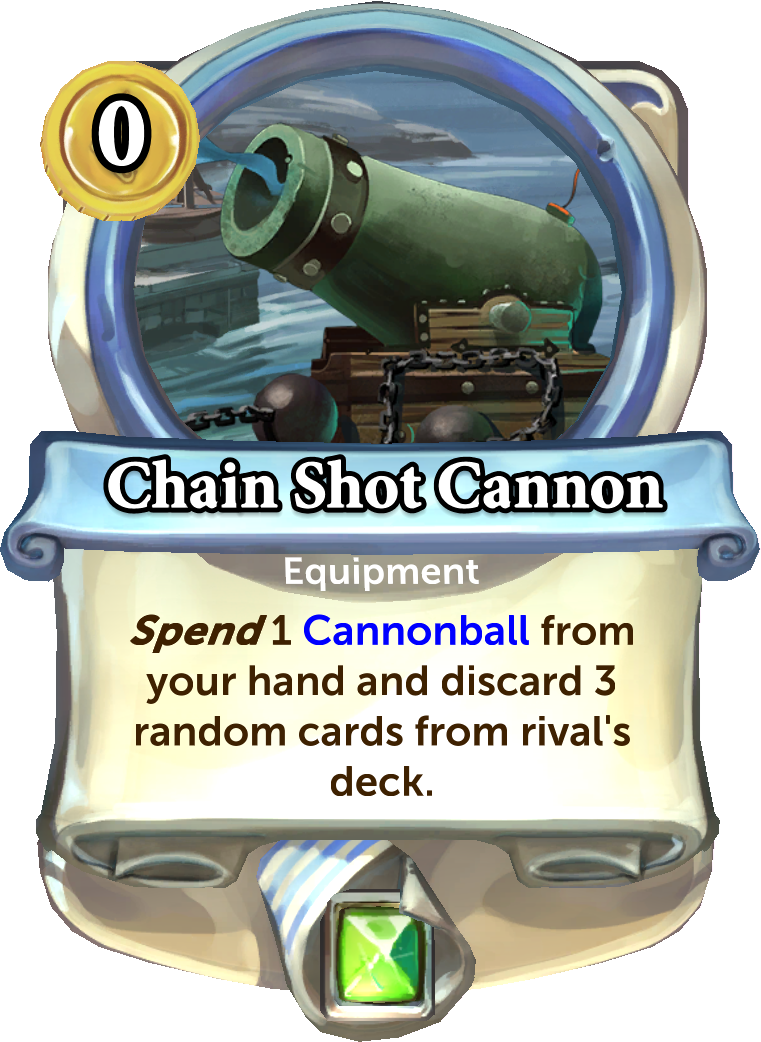 0
Chain Shot Cannon
Equipment
Spend 1 Cannonball from
your hand and discard 3
random cards from rival's
deck.